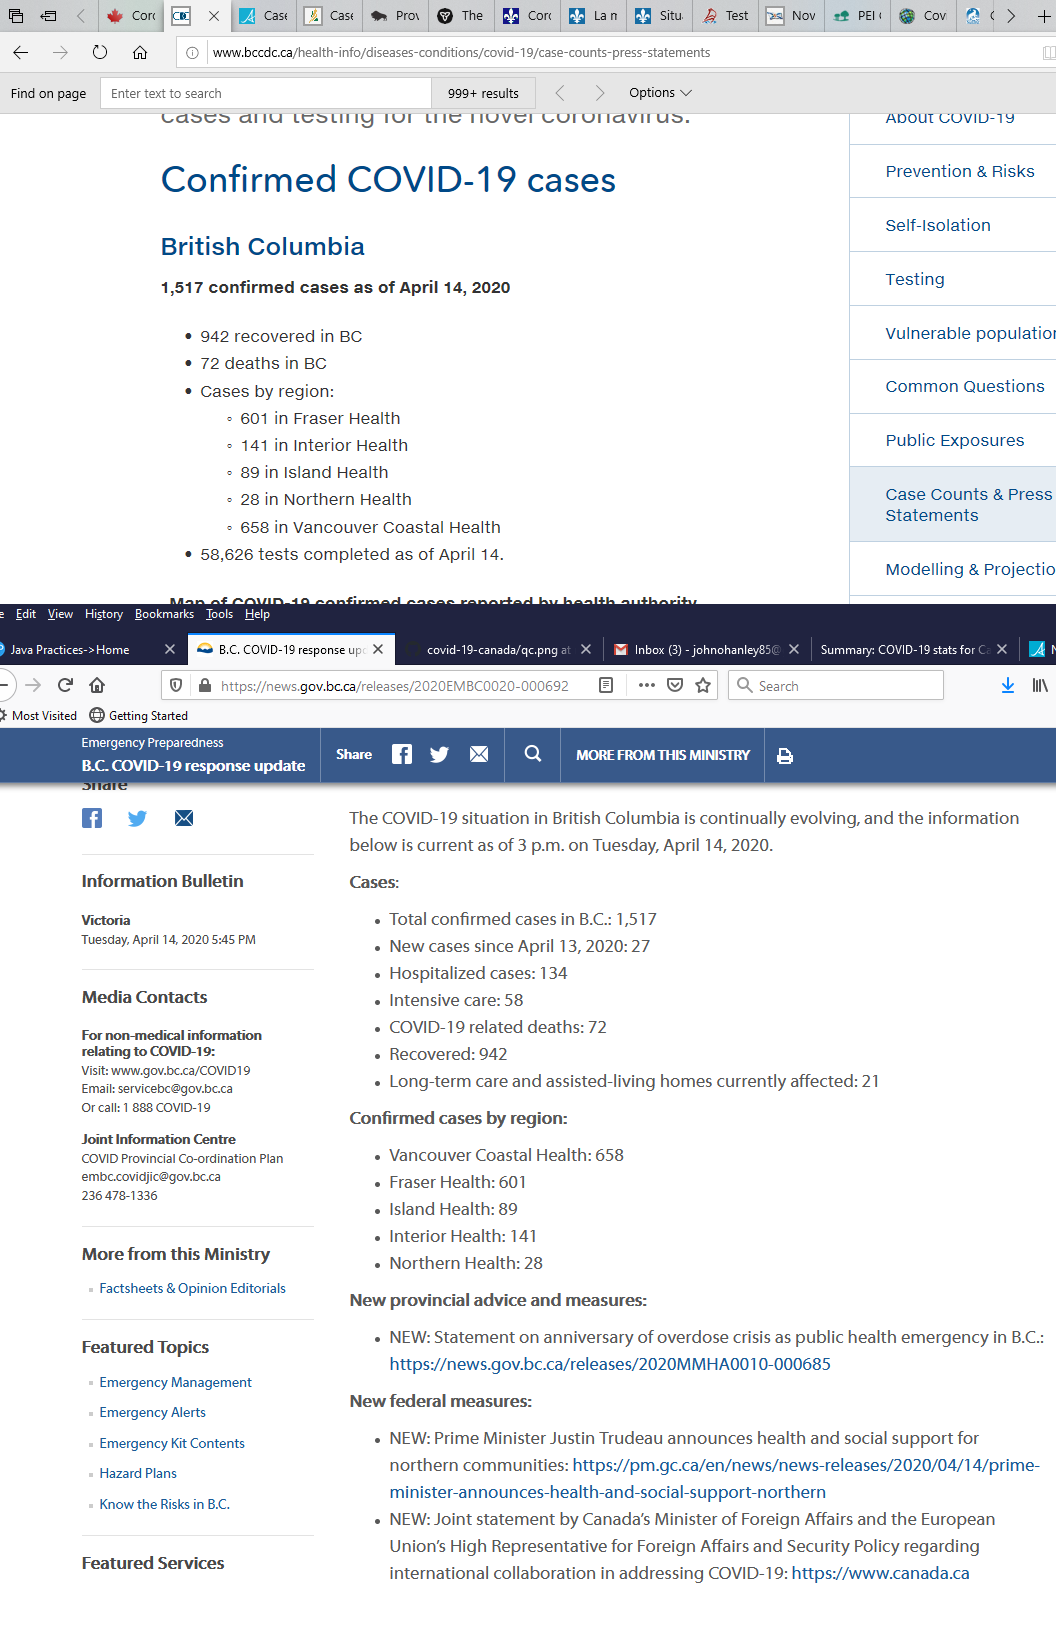 Corc
Case
Case
Prov
The
Corc
La n
Situ
Test
Nov
PEI
Cov
www.bccdc.ca/health-info/diseases-conditions/covid-19/case-counts-press-statements
Find on page
Enter text to search
999+ results
Options
cases and testing for the novel coronavirus.
Confirmed COVID-19 cases
British Columbia
1,517 confirmed cases as of April 14, 2020
• 942 recovered in BC
• 72 deaths in BC
• Cases by region:
◦ 601 in Fraser Health
◦ 141 in Interior Health
◦ 89 in Island Health
◦ 28 in Northern Health
◦ 658 in Vancouver Coastal Health
• 58,626 tests completed as of April 14.
Map of COVID-19 confirmed cases reported by health authority
About COVID-19
Prevention & Risks
Self-Isolation
Testing
Vulnerable population
Common Questions
Public Exposures
Case Counts & Press
Statements
Modelling & Projectio
e Edit View History Bookmarks Tools Help
Java Practices->Home
B.C. COVID-19 response upd
covid-19-canada/qc.png at
Inbox (3) - johnohanley85@
Summary: COVID-19 stats for Ca
https://news.gov.bc.ca/releases/2020EMBC0020-000692
Search
Most Visited
Getting Started
Emergency Preparedness
B.C. COVID-19 response update
Share
MORE FROM THIS MINISTRY
Share
Information Bulletin
Victoria
Tuesday, April 14, 2020 5:45 PM
Media Contacts
For non-medical information
relating to COVID-19:
Visit: www.gov.bc.ca/COVID19
Email: servicebc@gov.bc.ca
Or call: 1 888 COVID-19
Joint Information Centre
COVID Provincial Co-ordination Plan
embc.covidjic@gov.bc.ca
236 478-1336
More from this Ministry
Factsheets & Opinion Editorials
Featured Topics
Emergency Management
Emergency Alerts
Emergency Kit Contents
Hazard Plans
Know the Risks in B.C.
Featured Services
The COVID-19 situation in British Columbia is continually evolving, and the information
below is current as of 3 p.m. on Tuesday, April 14, 2020.
Cases:
• Total confirmed cases in B.C.: 1,517
• New cases since April 13, 2020: 27
• Hospitalized cases: 134
• Intensive care: 58
• COVID-19 related deaths: 72
• Recovered: 942
• Long-term care and assisted-living homes currently affected: 21
Confirmed cases by region:
• Vancouver Coastal Health: 658
• Fraser Health: 601
• Island Health: 89
• Interior Health: 141
• Northern Health: 28
New provincial advice and measures:
• NEW: Statement on anniversary of overdose crisis as public health emergency in B.C.:
https://news.gov.bc.ca/releases/2020MMHA0010-000685
New federal measures:
• NEW: Prime Minister Justin Trudeau announces health and social support for
northern communities: https://pm.gc.ca/en/news/news-releases/2020/04/14/prime-
minister-announces-health-and-social-support-northern
• NEW: Joint statement by Canada's Minister of Foreign Affairs and the European
Union's High Representative for Foreign Affairs and Security Policy regarding
international collaboration in addressing COVID-19: https://www.canada.ca